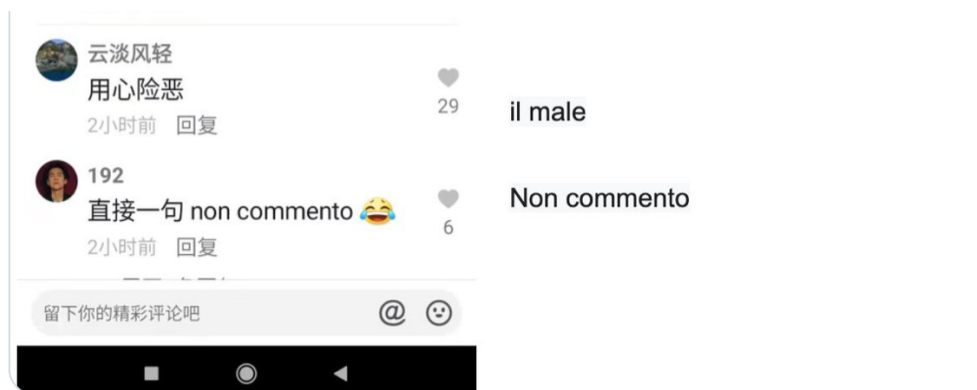 云淡风轻
用心险恶
29
2小时前 回复
il male
192
直接一句 non commento 😂
6
2小时前 回复
Non commento
留下你的精彩评论吧
@